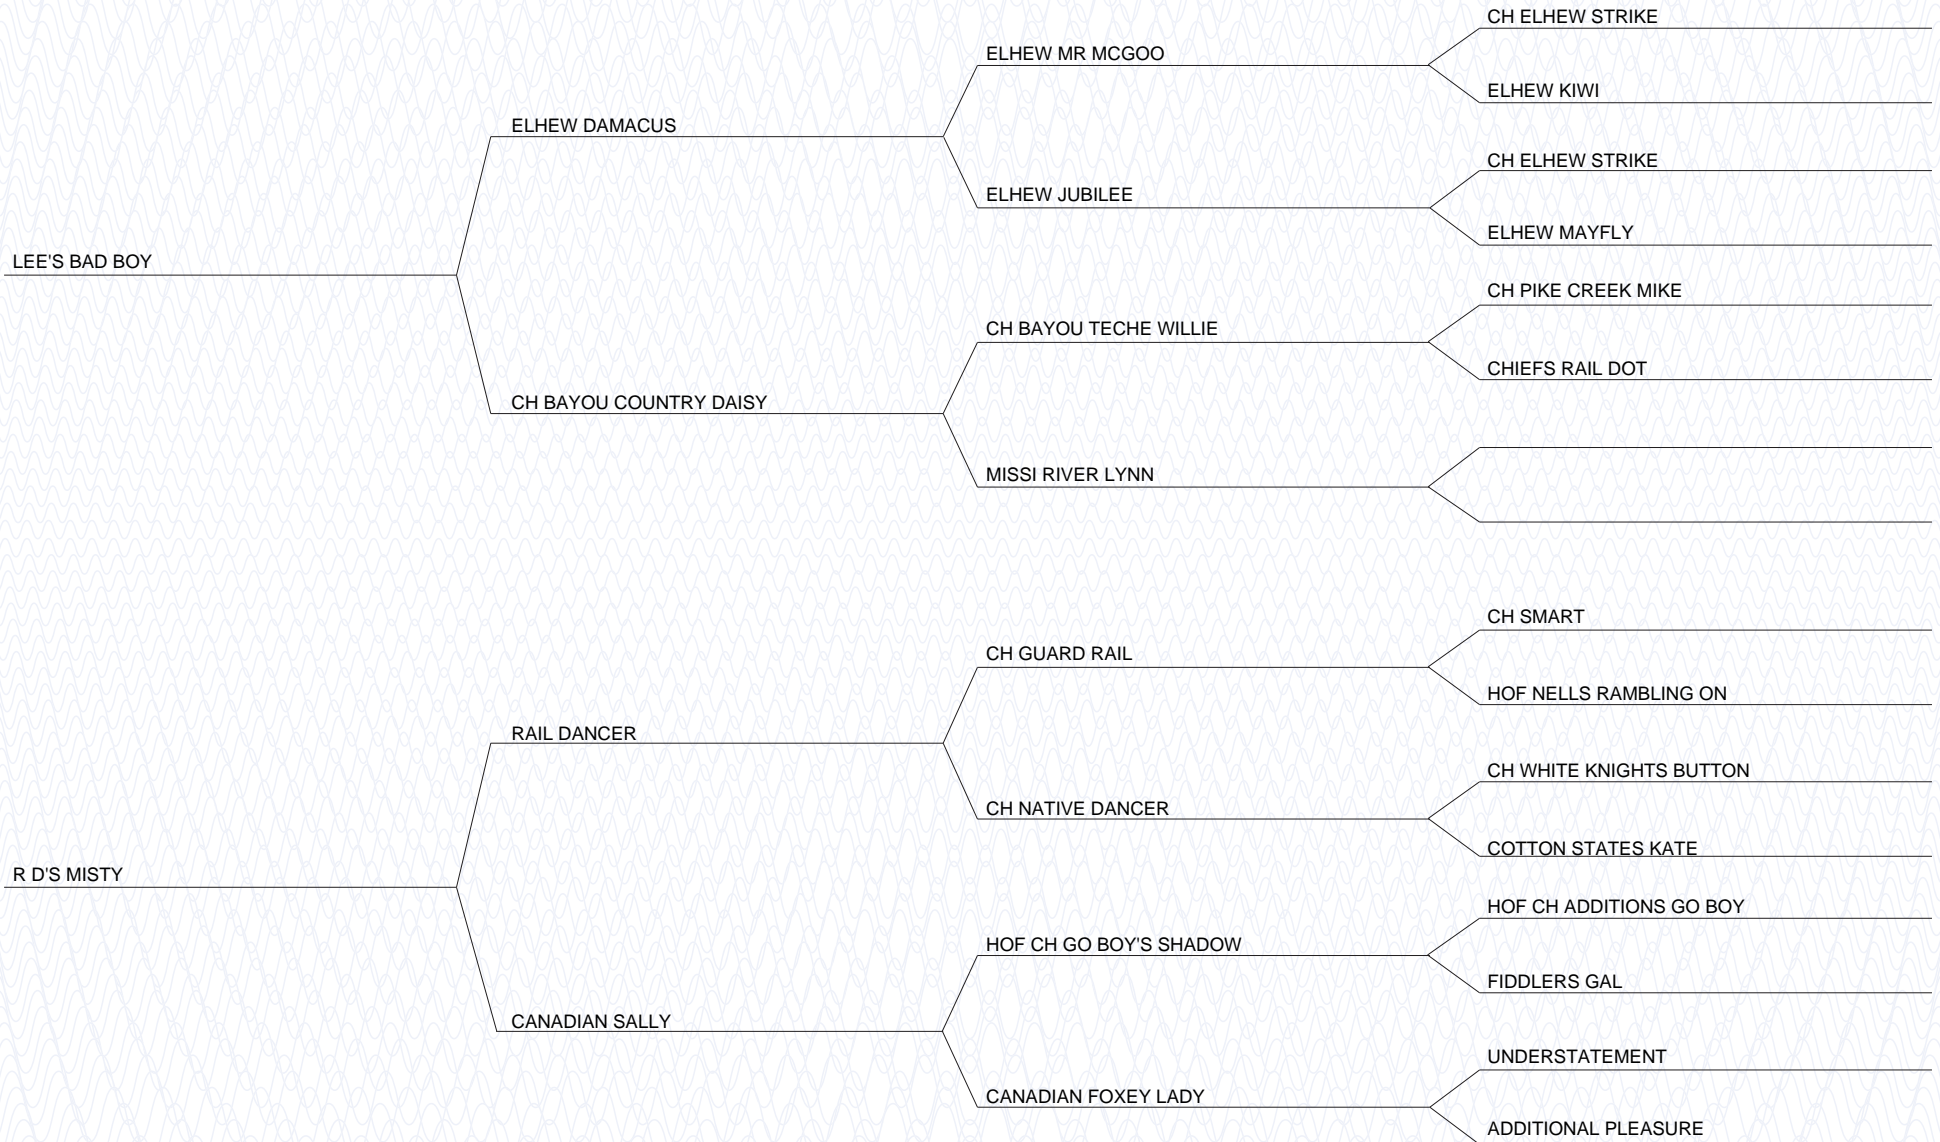 CH ELHEW STRIKE
ELHEW MR MCGOO
ELHEW KIWI
ELHEW DAMACUS
CH ELHEW STRIKE
ELHEW JUBILEE
ELHEW MAYFLY
LEE'S BAD BOY
CH PIKE CREEK MIKE
CH BAYOU TECHE WILLIE
CHIEFS RAIL DOT
CH BAYOU COUNTRY DAISY
MISSI RIVER LYNN
CH SMART
CH GUARD RAIL
HOF NELLS RAMBLING ON
RAIL DANCER
CH WHITE KNIGHTS BUTTON
CH NATIVE DANCER
COTTON STATES KATE
R D'S MISTY
HOF CH ADDITIONS GO BOY
HOF CH GO BOY'S SHADOW
FIDDLERS GAL
CANADIAN SALLY
UNDERSTATEMENT
CANADIAN FOXEY LADY
ADDITIONAL PLEASURE